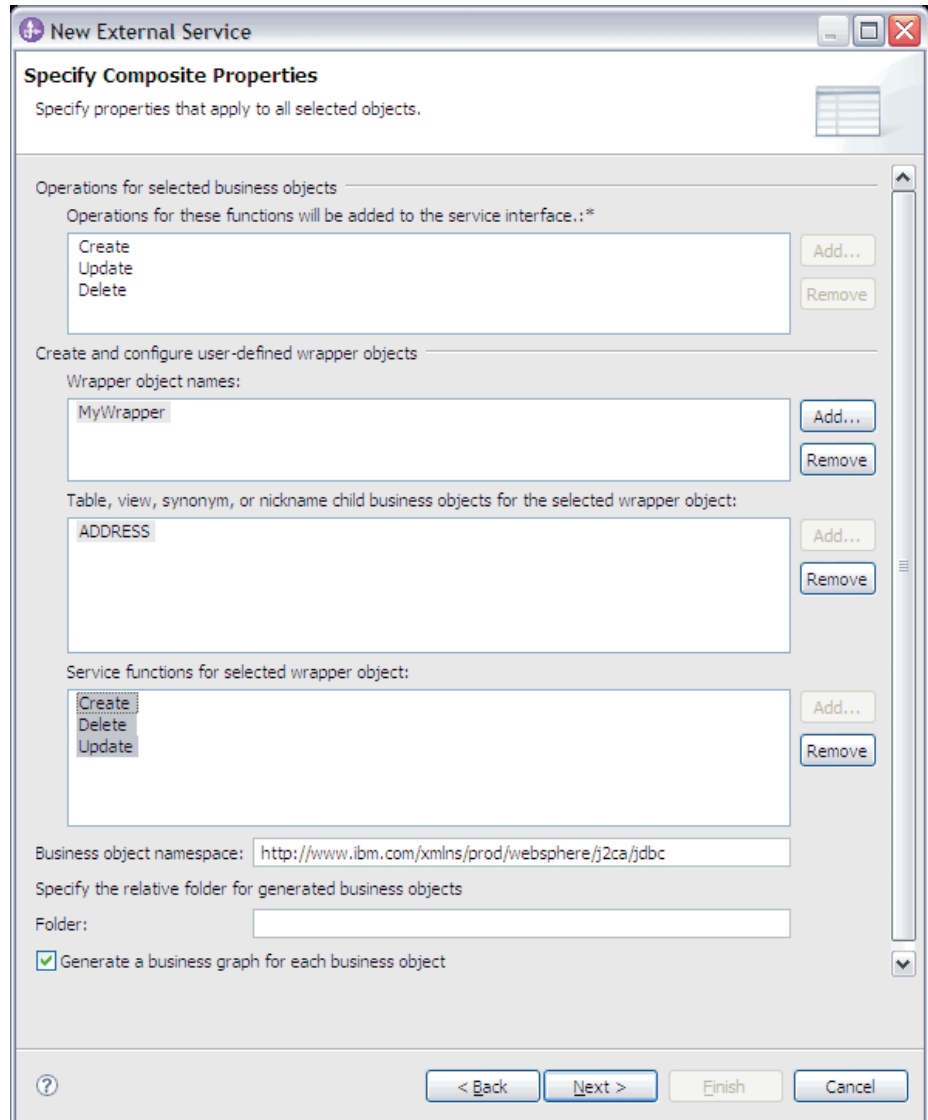 New External Service
Specify Composite Properties
Specify properties that apply to all selected objects.
Operations for selected business objects
Operations for these functions will be added to the service interface.:*
Create
Update
Delete
Add...
Remove
Create and configure user-defined wrapper objects
Wrapper object names:
MyWrapper
Add...
Remove
Table, view, synonym, or nickname child business objects for the selected wrapper object:
ADDRESS
Add...
Remove
Service functions for selected wrapper object:
Create
Delete
Update
Add...
Remove
Business object namespace: http://www.ibm.com/xmlns/prod/websphere/j2ca/jdbc
Specify the relative folder for generated business objects
Folder:
Generate a business graph for each business object
? < Back Next > Finish Cancel